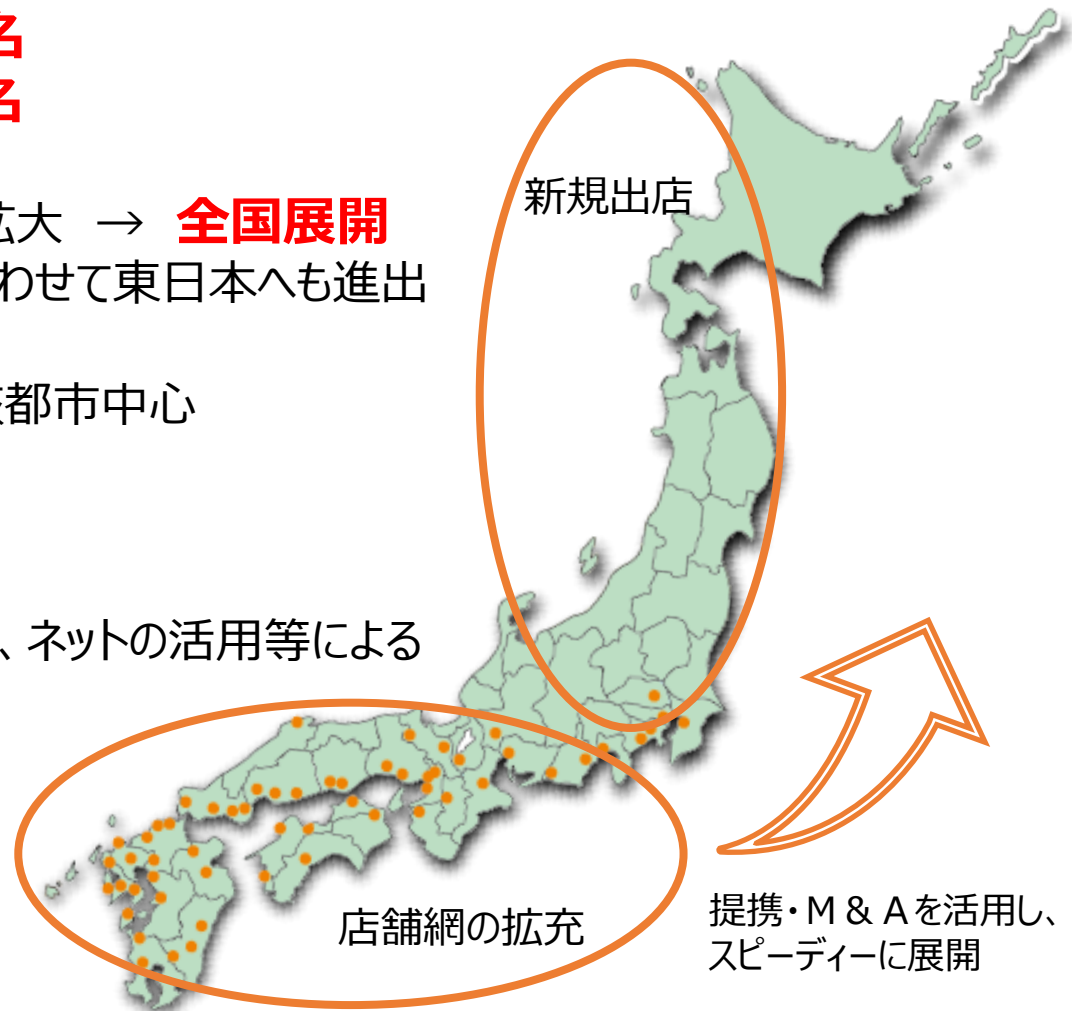 名
名
拡大 → 全国展開
わせて東日本へも進出
核都市中心
、ネットの活用等による
新規出店
店舗網の拡充
提携・М & Aを活用し、
スピーディーに展開